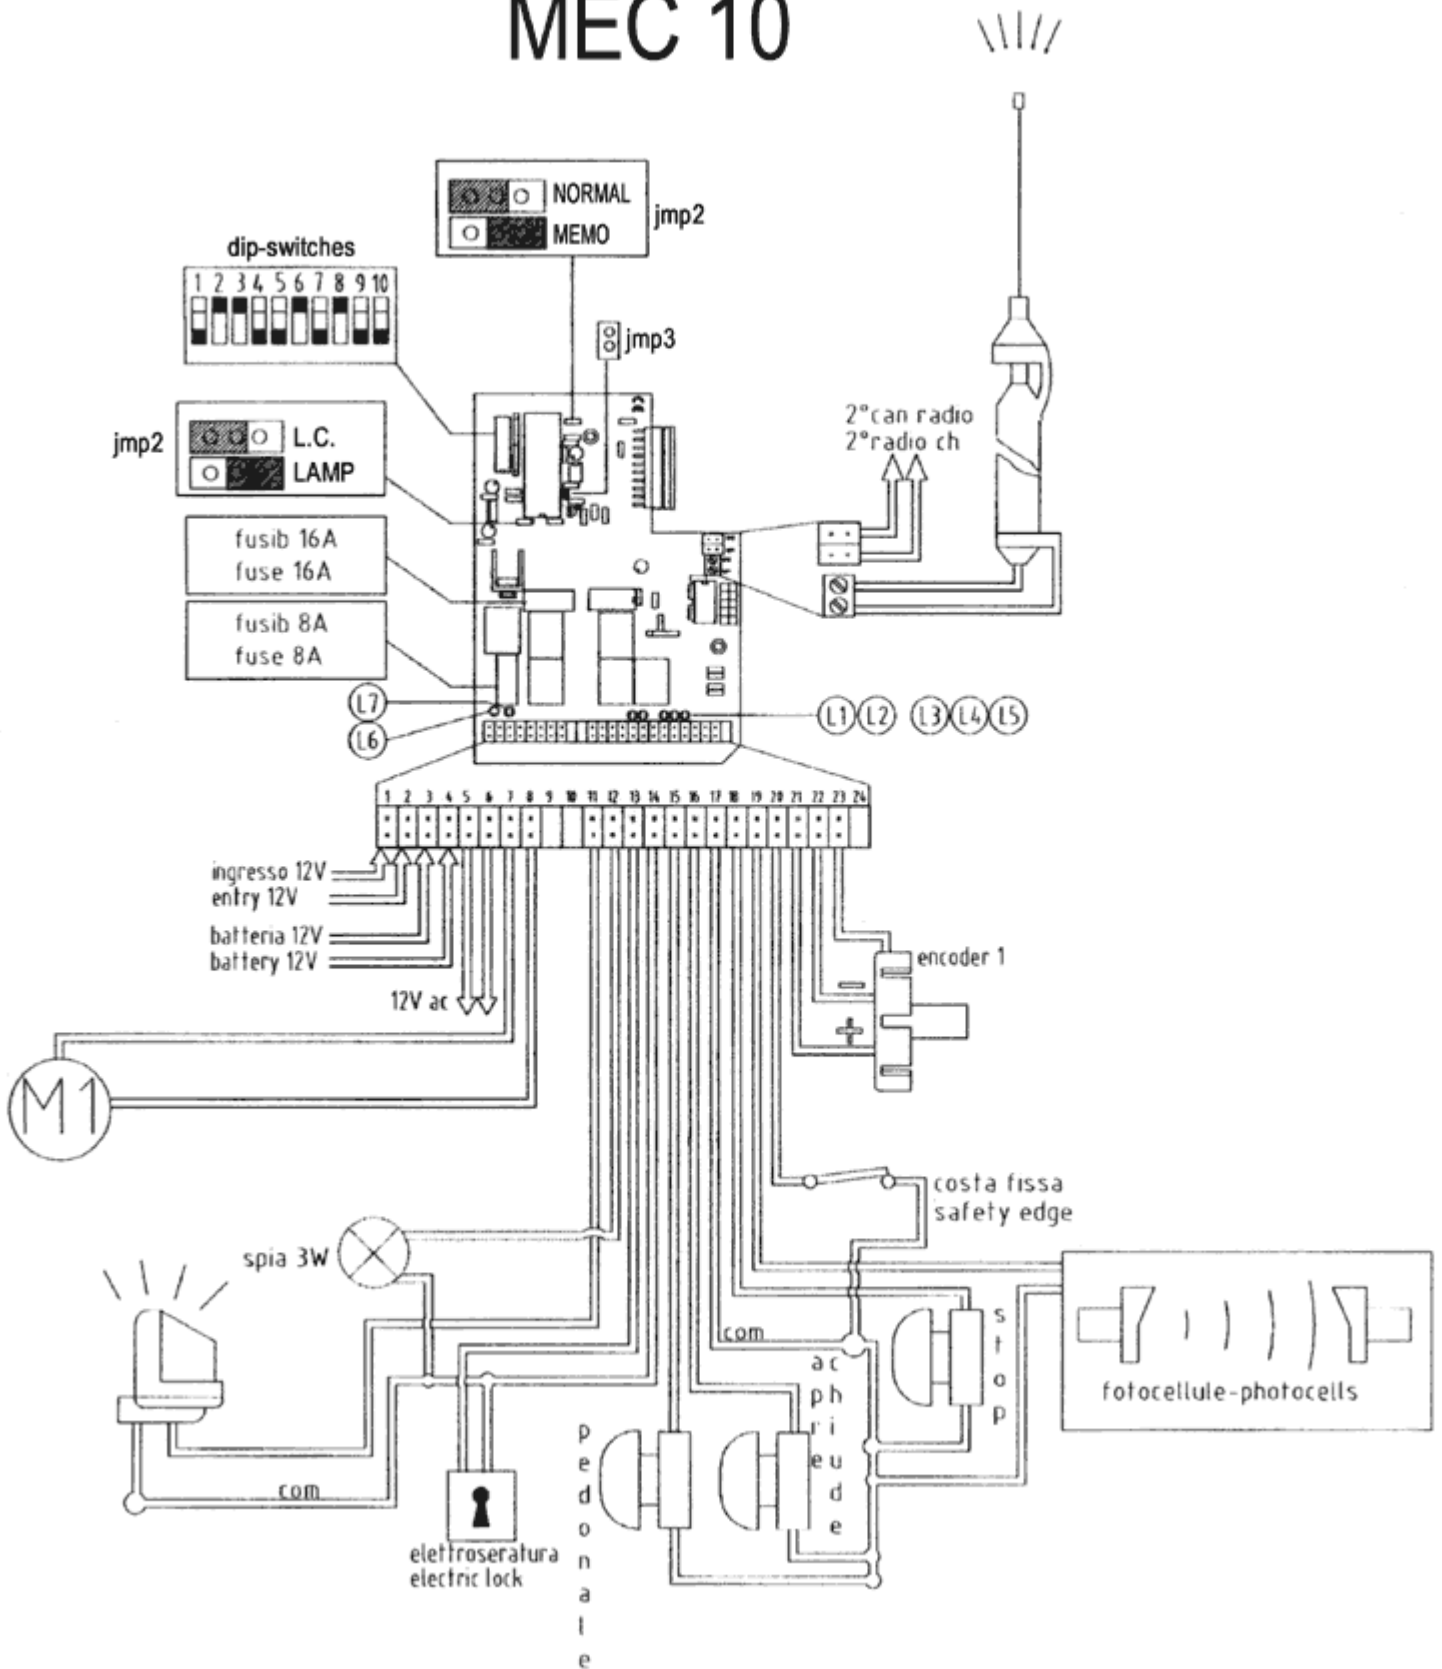 MEC 10
NORMAL
MEMO
jmp2
dip-switches
1 2 3 4 5 6 7 8 9 10
jmp3
jmp2
L.C.
LAMP
2°can radio
2°radio ch
fusib 16A
fuse 16A
fusib 8A
fuse 8A
L7
L6
L1 L2 L3 L4 L5
1 2 3 4 5 6 7 8 9 10 11 12 13 14 15 16 17 18 19 20 21 22 23 24
ingresso 12V
entry 12V
batteria 12V
battery 12V
12V ac
encoder 1
-
+
M1
costa fissa
safety edge
spia 3W
com
stop
fotocellule-photocells
apre
chiude
pedonale
com
elettroseratura
electric lock